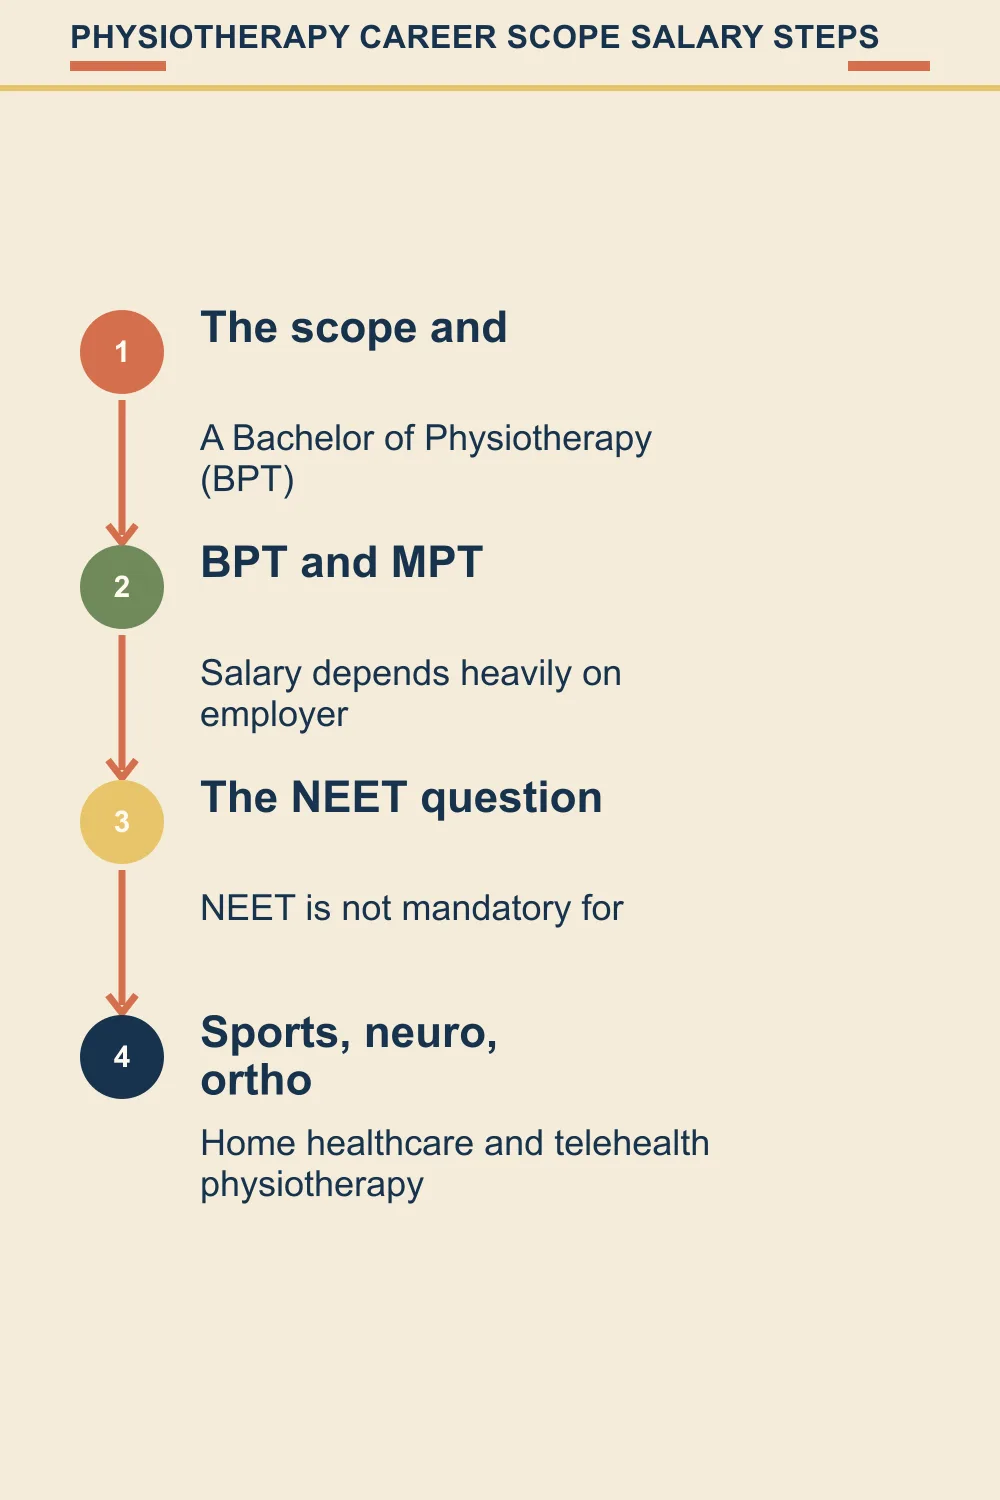 PHYSIOTHERAPY CAREER SCOPE SALARY STEPS
1
The scope and
A Bachelor of Physiotherapy
(BPT)
2
BPT and MPT
Salary depends heavily on
employer
3
The NEET question
NEET is not mandatory for
4
Sports, neuro,
ortho
Home healthcare and telehealth
physiotherapy